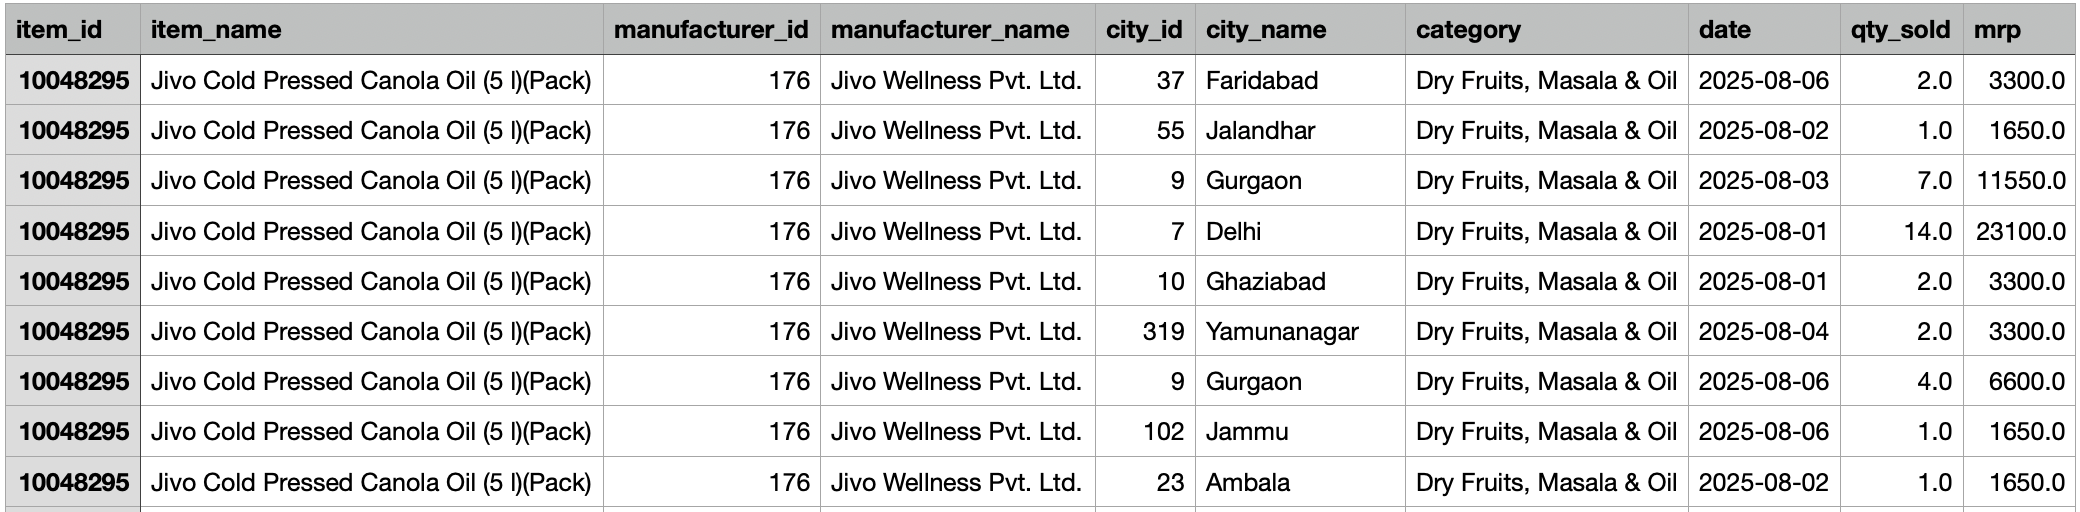 item_id item_name manufacturer_id manufacturer_name city_id city_name category date qty_sold mrp
10048295 Jivo Cold Pressed Canola Oil (5 l)(Pack) 176 Jivo Wellness Pvt. Ltd. 37 Faridabad Dry Fruits, Masala & Oil 2025-08-06 2.0 3300.0
10048295 Jivo Cold Pressed Canola Oil (5 l)(Pack) 176 Jivo Wellness Pvt. Ltd. 55 Jalandhar Dry Fruits, Masala & Oil 2025-08-02 1.0 1650.0
10048295 Jivo Cold Pressed Canola Oil (5 l)(Pack) 176 Jivo Wellness Pvt. Ltd. 9 Gurgaon Dry Fruits, Masala & Oil 2025-08-03 7.0 11550.0
10048295 Jivo Cold Pressed Canola Oil (5 l)(Pack) 176 Jivo Wellness Pvt. Ltd. 7 Delhi Dry Fruits, Masala & Oil 2025-08-01 14.0 23100.0
10048295 Jivo Cold Pressed Canola Oil (5 l)(Pack) 176 Jivo Wellness Pvt. Ltd. 10 Ghaziabad Dry Fruits, Masala & Oil 2025-08-01 2.0 3300.0
10048295 Jivo Cold Pressed Canola Oil (5 l)(Pack) 176 Jivo Wellness Pvt. Ltd. 319 Yamunanagar Dry Fruits, Masala & Oil 2025-08-04 2.0 3300.0
10048295 Jivo Cold Pressed Canola Oil (5 l)(Pack) 176 Jivo Wellness Pvt. Ltd. 9 Gurgaon Dry Fruits, Masala & Oil 2025-08-06 4.0 6600.0
10048295 Jivo Cold Pressed Canola Oil (5 l)(Pack) 176 Jivo Wellness Pvt. Ltd. 102 Jammu Dry Fruits, Masala & Oil 2025-08-06 1.0 1650.0
10048295 Jivo Cold Pressed Canola Oil (5 l)(Pack) 176 Jivo Wellness Pvt. Ltd. 23 Ambala Dry Fruits, Masala & Oil 2025-08-02 1.0 1650.0